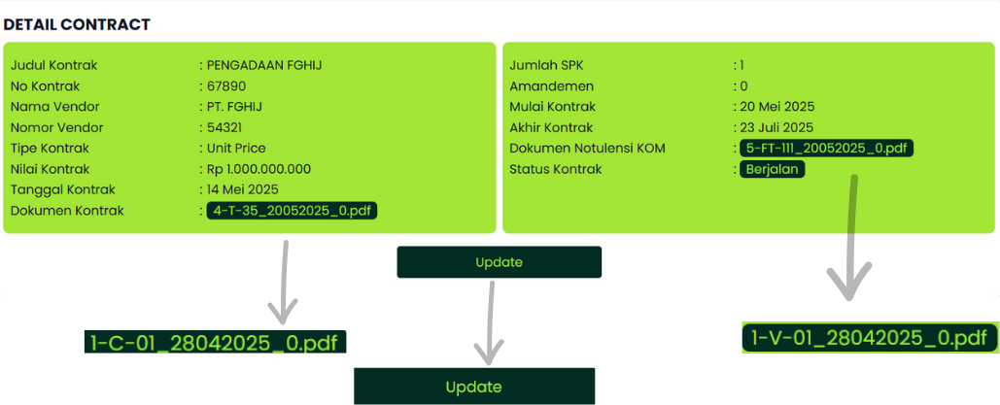 DETAIL CONTRACT
Judul Kontrak : PENGADAAN FGHIJ
No Kontrak : 67890
Nama Vendor : PT. FGHIJ
Nomor Vendor : 54321
Tipe Kontrak : Unit Price
Nilai Kontrak : Rp 1.000.000.000
Tanggal Kontrak : 14 Mei 2025
Dokumen Kontrak : 4-T-35_20052025_0.pdf
Jumlah SPK : 1
Amandemen : 0
Mulai Kontrak : 20 Mei 2025
Akhir Kontrak : 23 Juli 2025
Dokumen Notulensi KOM : 5-FT-111_20052025_0.pdf
Status Kontrak : Berjalan
Update
1-C-01_28042025_0.pdf
1-V-01_28042025_0.pdf
Update